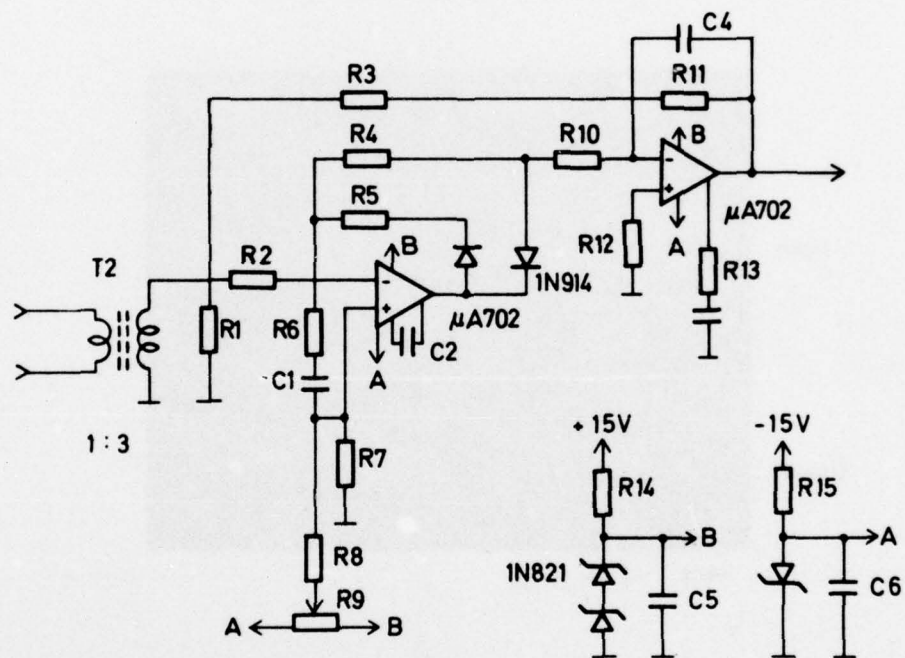 C4
R3
R11
R4
R10
B
R5
μA702
R12
A
T2
R2
B
1N914
R13
R1
R6
μA702
C2
C1
A
1:3
R7
+15V
-15V
R14
R15
R8
B
A
1N821
R9
C5
C6
A
B